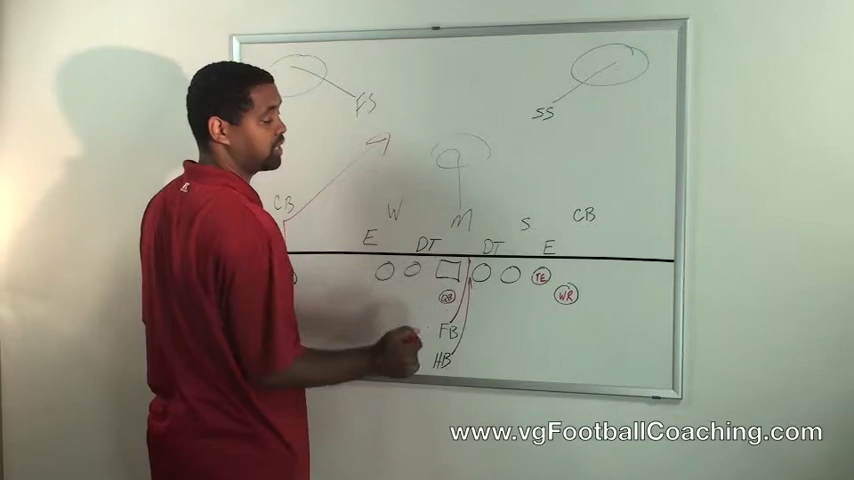 FS
SS
CB
W
M
S
CB
E
DT
DT
E
TE
QB
WR
FB
HB
www.vgFootballCoaching.com